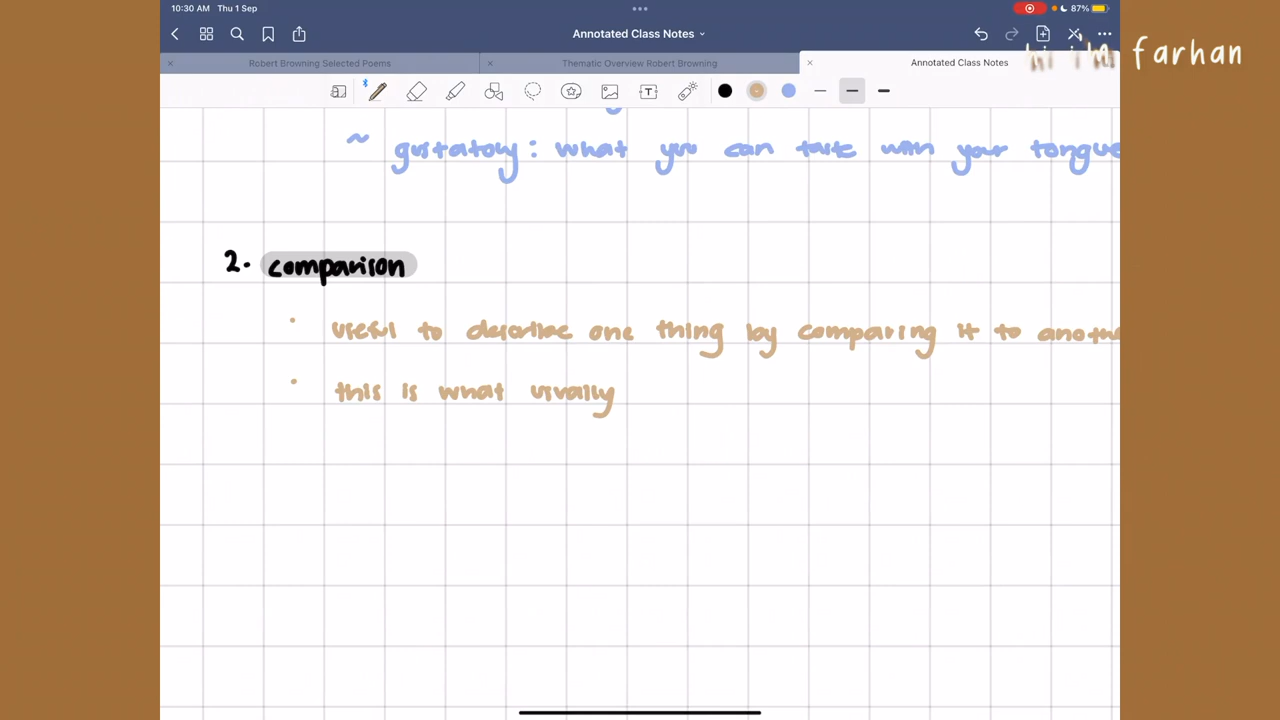 10:30 AM Thu 1 Sep
87%
Annotated Class Notes
hi i'm farhan
Robert Browning Selected Poems
Thematic Overview Robert Browning
Annotated Class Notes
~ gustatory: what you can taste with your tongue
2. comparison
· useful to describe one thing by comparing it to anothe
· this is what usually